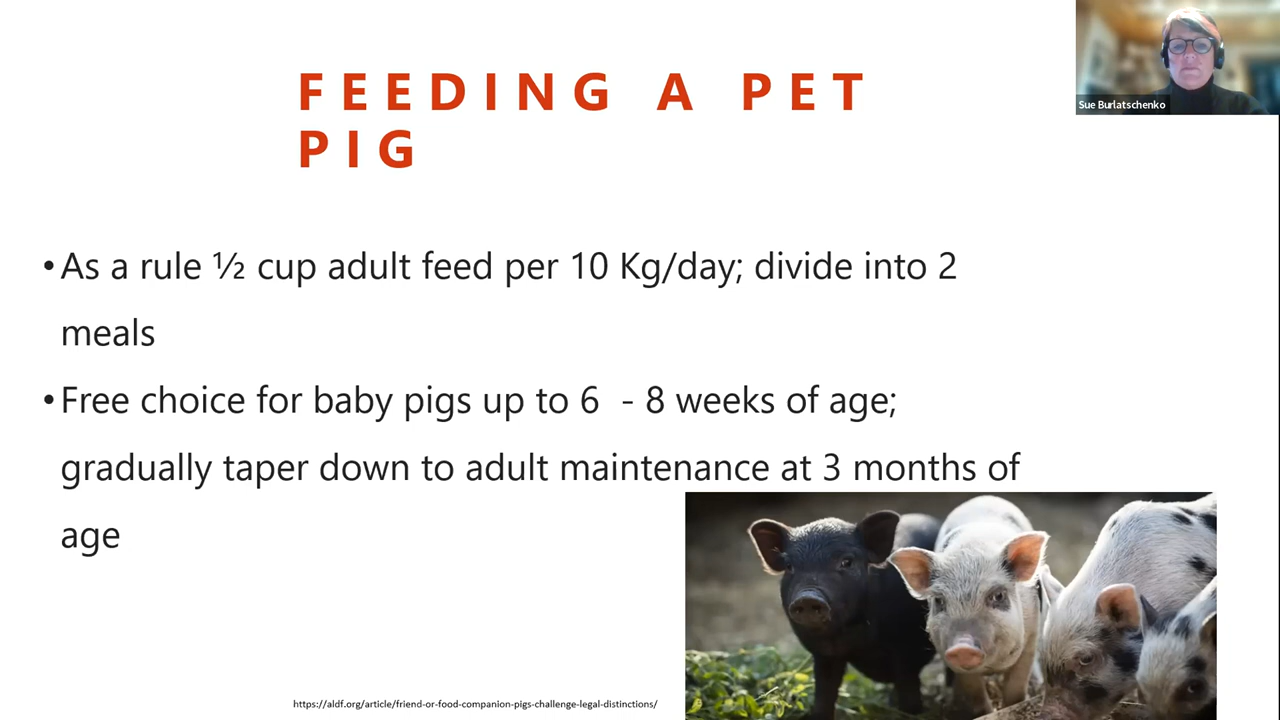 FEEDING A PET
PIG
Sue Burlatschenko
•As a rule ½ cup adult feed per 10 Kg/day; divide into 2
meals
•Free choice for baby pigs up to 6  - 8 weeks of age;
gradually taper down to adult maintenance at 3 months of
age
https://aldf.org/article/friend-or-food-companion-pigs-challenge-legal-distinctions/